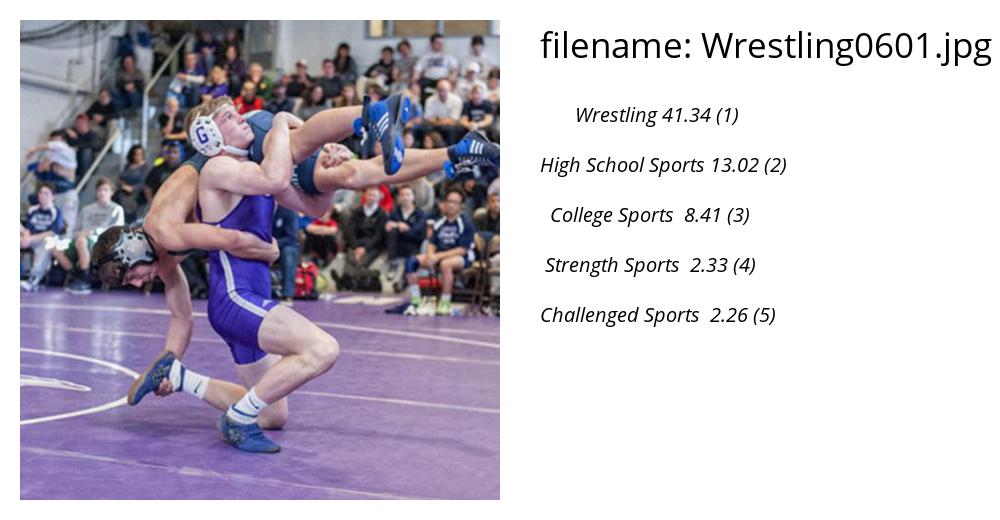 filename: Wrestling0601.jpg
Wrestling 41.34 (1)
High School Sports 13.02 (2)
College Sports 8.41 (3)
Strength Sports 2.33 (4)
Challenged Sports 2.26 (5)
G